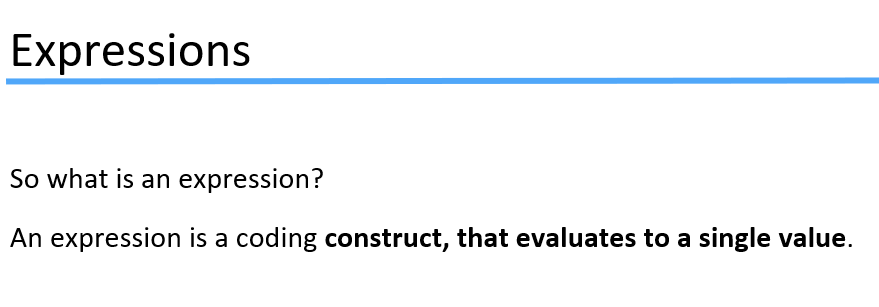 Expressions
So what is an expression?
An expression is a coding construct, that evaluates to a single value.